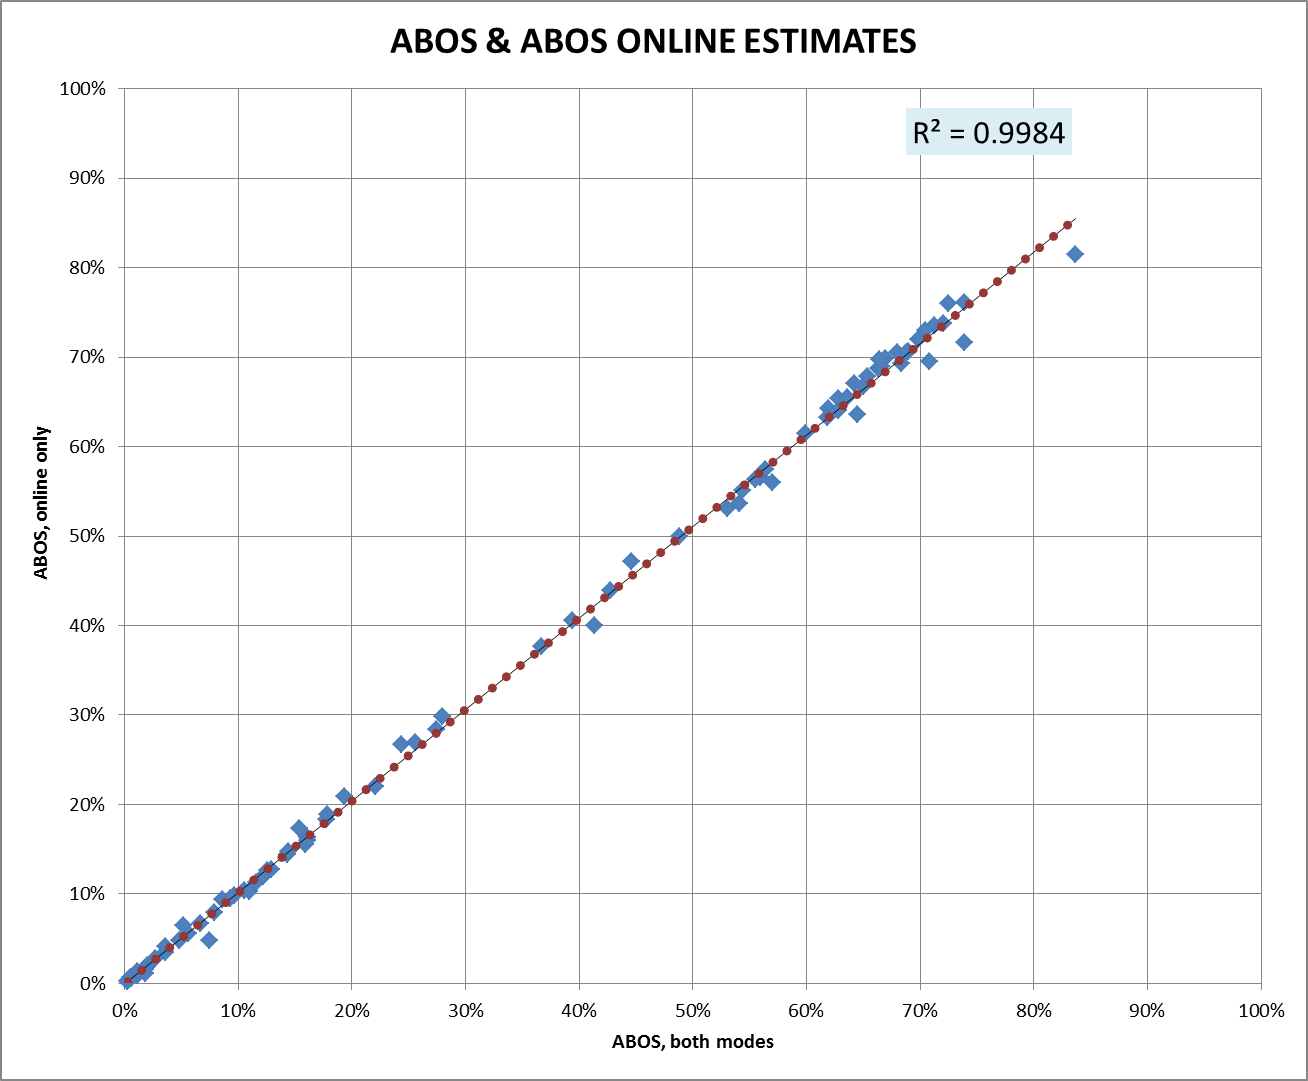 ABOS & ABOS ONLINE ESTIMATES
R² = 0.9984
100%
90%
80%
70%
60%
50%
40%
30%
20%
10%
0%
ABOS, online only
0% 10% 20% 30% 40% 50% 60% 70% 80% 90% 100%
ABOS, both modes